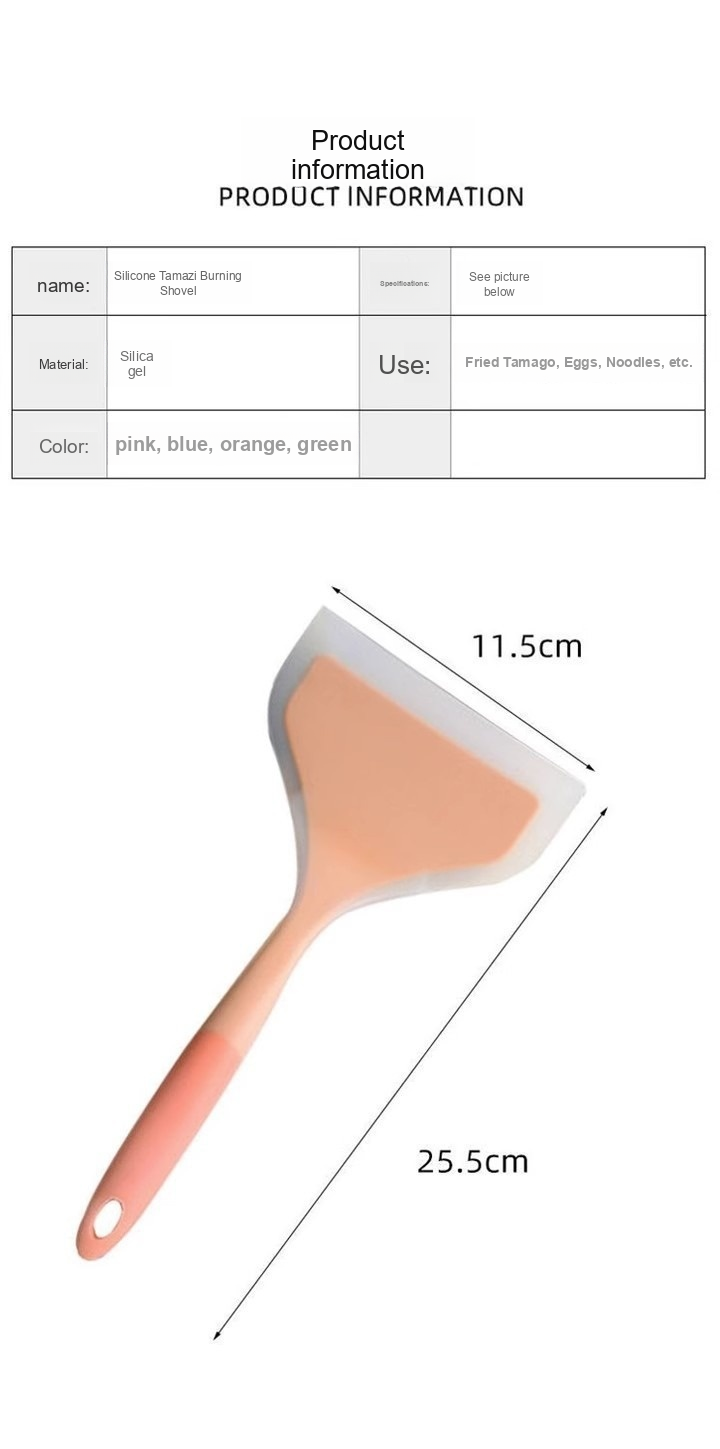 Product
information
PRODUCT INFORMATION
name:
Silicone Tamazi Burning
Shovel
Specifications:
See picture
below
Material:
Silica
gel
Use:
Fried Tamago, Eggs, Noodles, etc.
Color:
pink, blue, orange, green
11.5cm
25.5cm